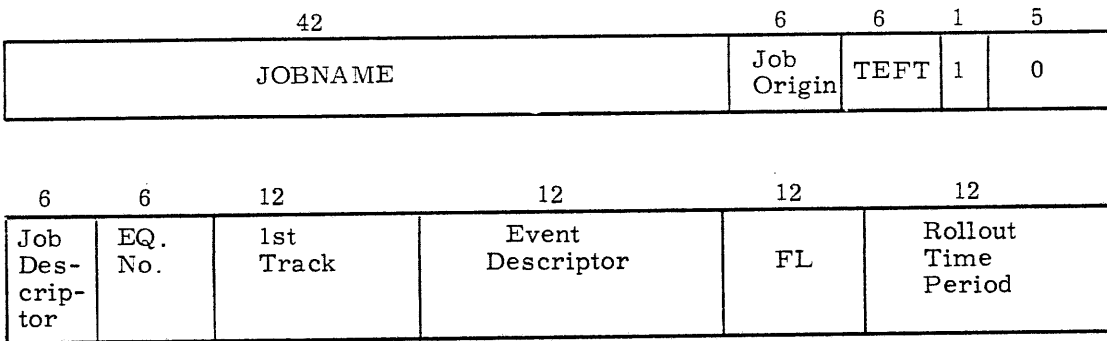 42 6 6 1 5
JOBNAME Job Origin TEFT 1 0
6 6 12 12 12 12
Job Des- crip- tor EQ. No. 1st Track Event Descriptor FL Rollout Time Period